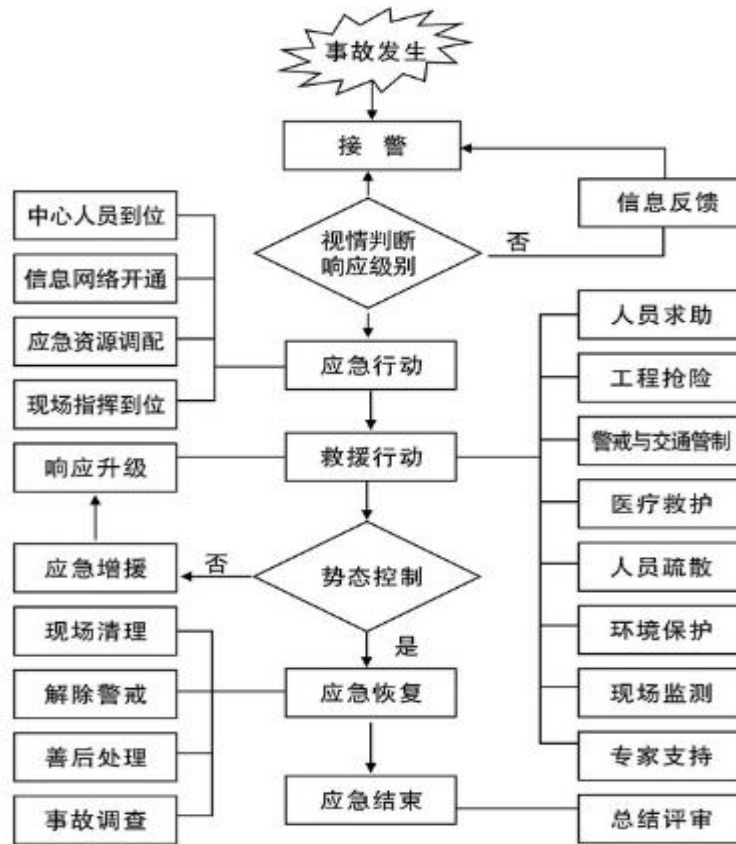 事故发生
接警
信息反馈
中心人员到位
视情判断
响应级别
否
信息网络开通
人员求助
应急资源调配
应急行动
工程抢险
现场指挥到位
警戒与交通管制
响应升级
救援行动
医疗救护
应急增援
否
势态控制
人员疏散
现场清理
是
环境保护
解除警戒
应急恢复
现场监测
善后处理
专家支持
事故调查
应急结束
总结评审